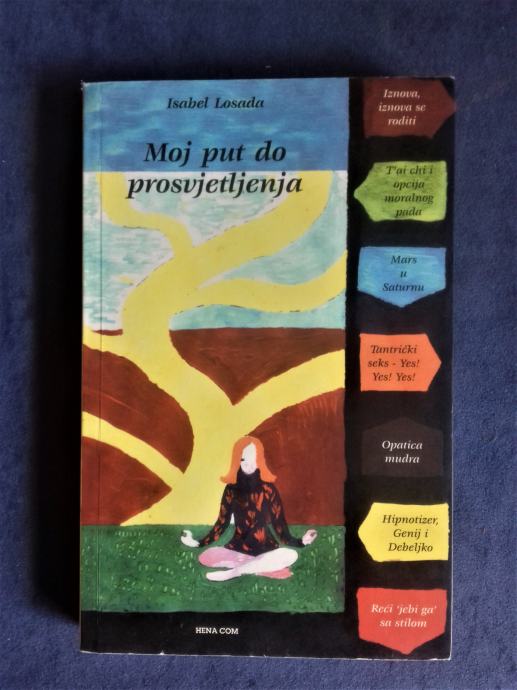 Isabel Losada
Moj put do
prosvjetljenja
HENA COM
Iznova,
iznova se
roditi
T'ai chi i
opcija
moralnog
pada
Mars
u
Saturnu
Tantrički
seks - Yes!
Yes! Yes!
Opatica
mudra
Hipnotizer,
Genij i
Debeljko
Reći 'jebi ga'
sa stilom